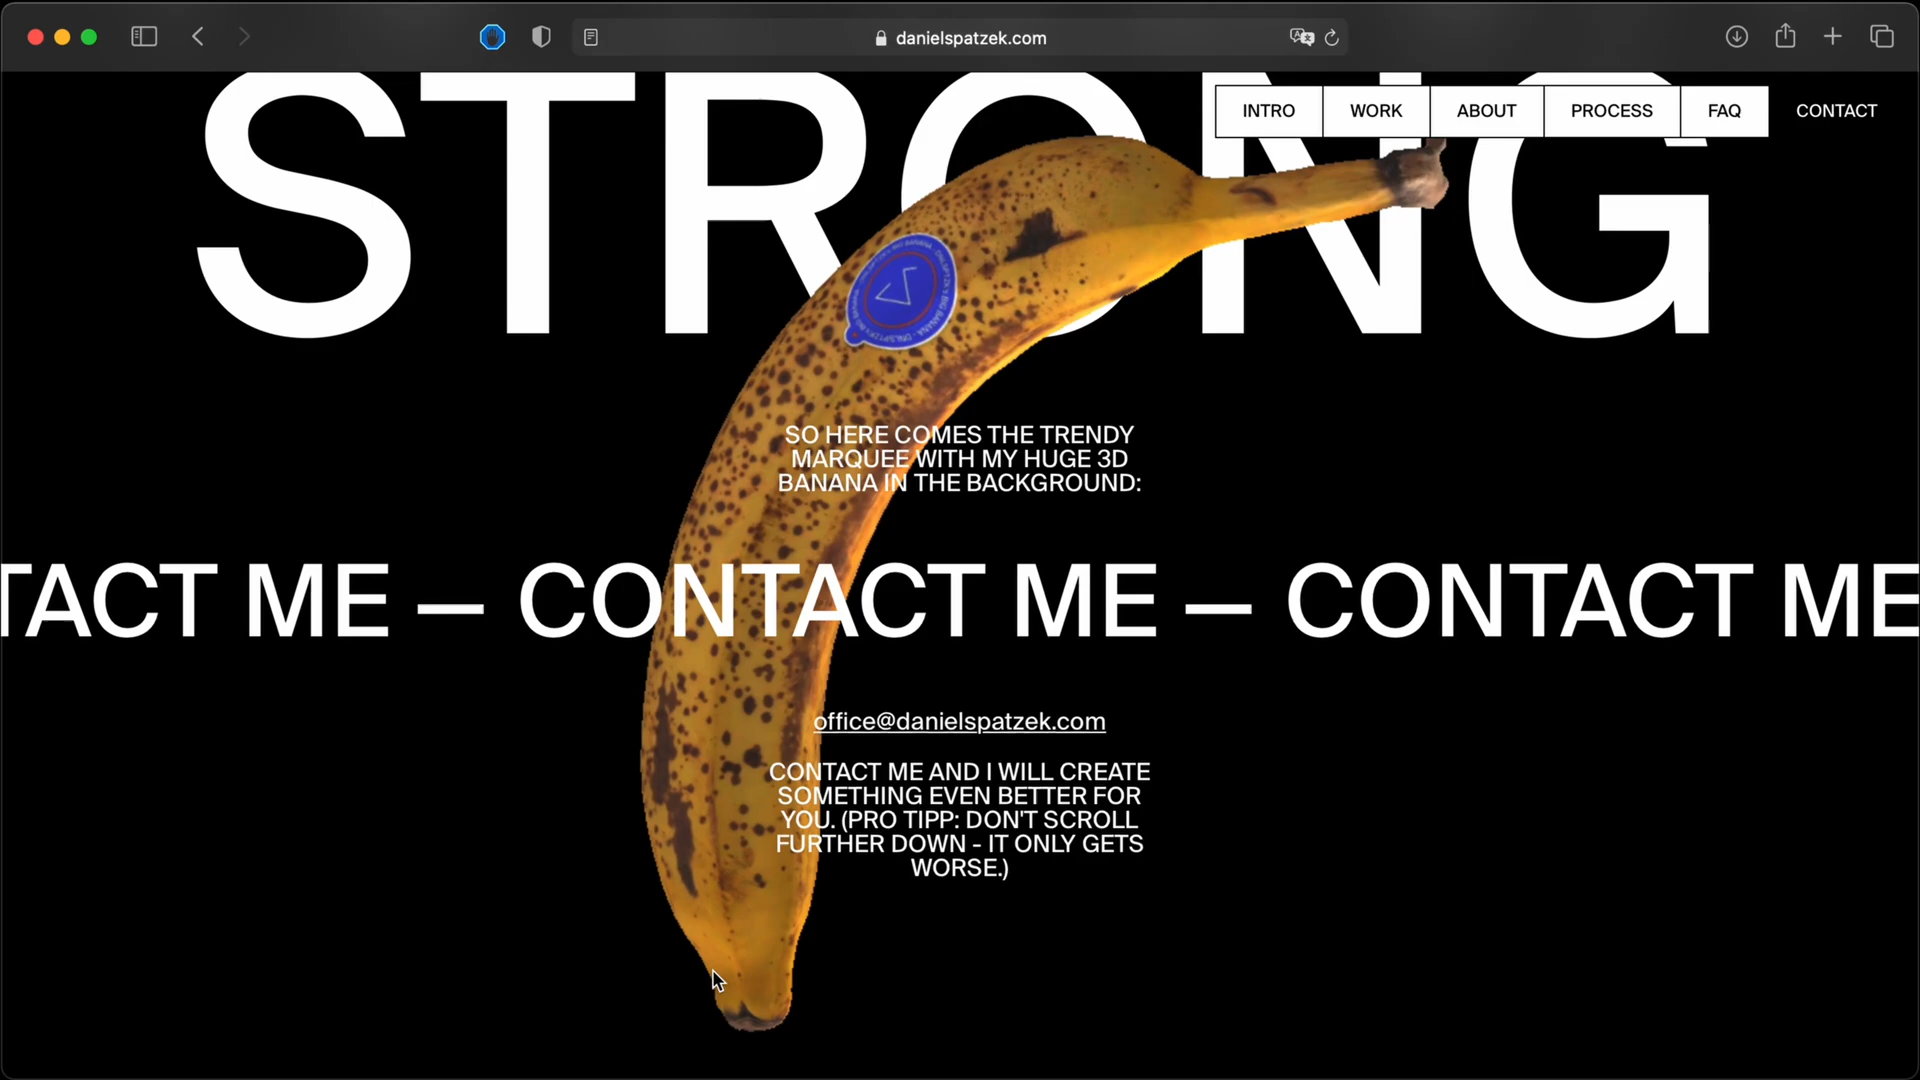 danielspatzek.com
STRONG
INTRO WORK ABOUT PROCESS FAQ CONTACT
SO HERE COMES THE TRENDY
MARQUEE WITH MY HUGE 3D
BANANA IN THE BACKGROUND:
TACT ME — CONTACT ME — CONTACT ME
office@danielspatzek.com
CONTACT ME AND I WILL CREATE
SOMETHING EVEN BETTER FOR
YOU. (PRO TIPP: DON'T SCROLL
FURTHER DOWN - IT ONLY GETS
WORSE.)